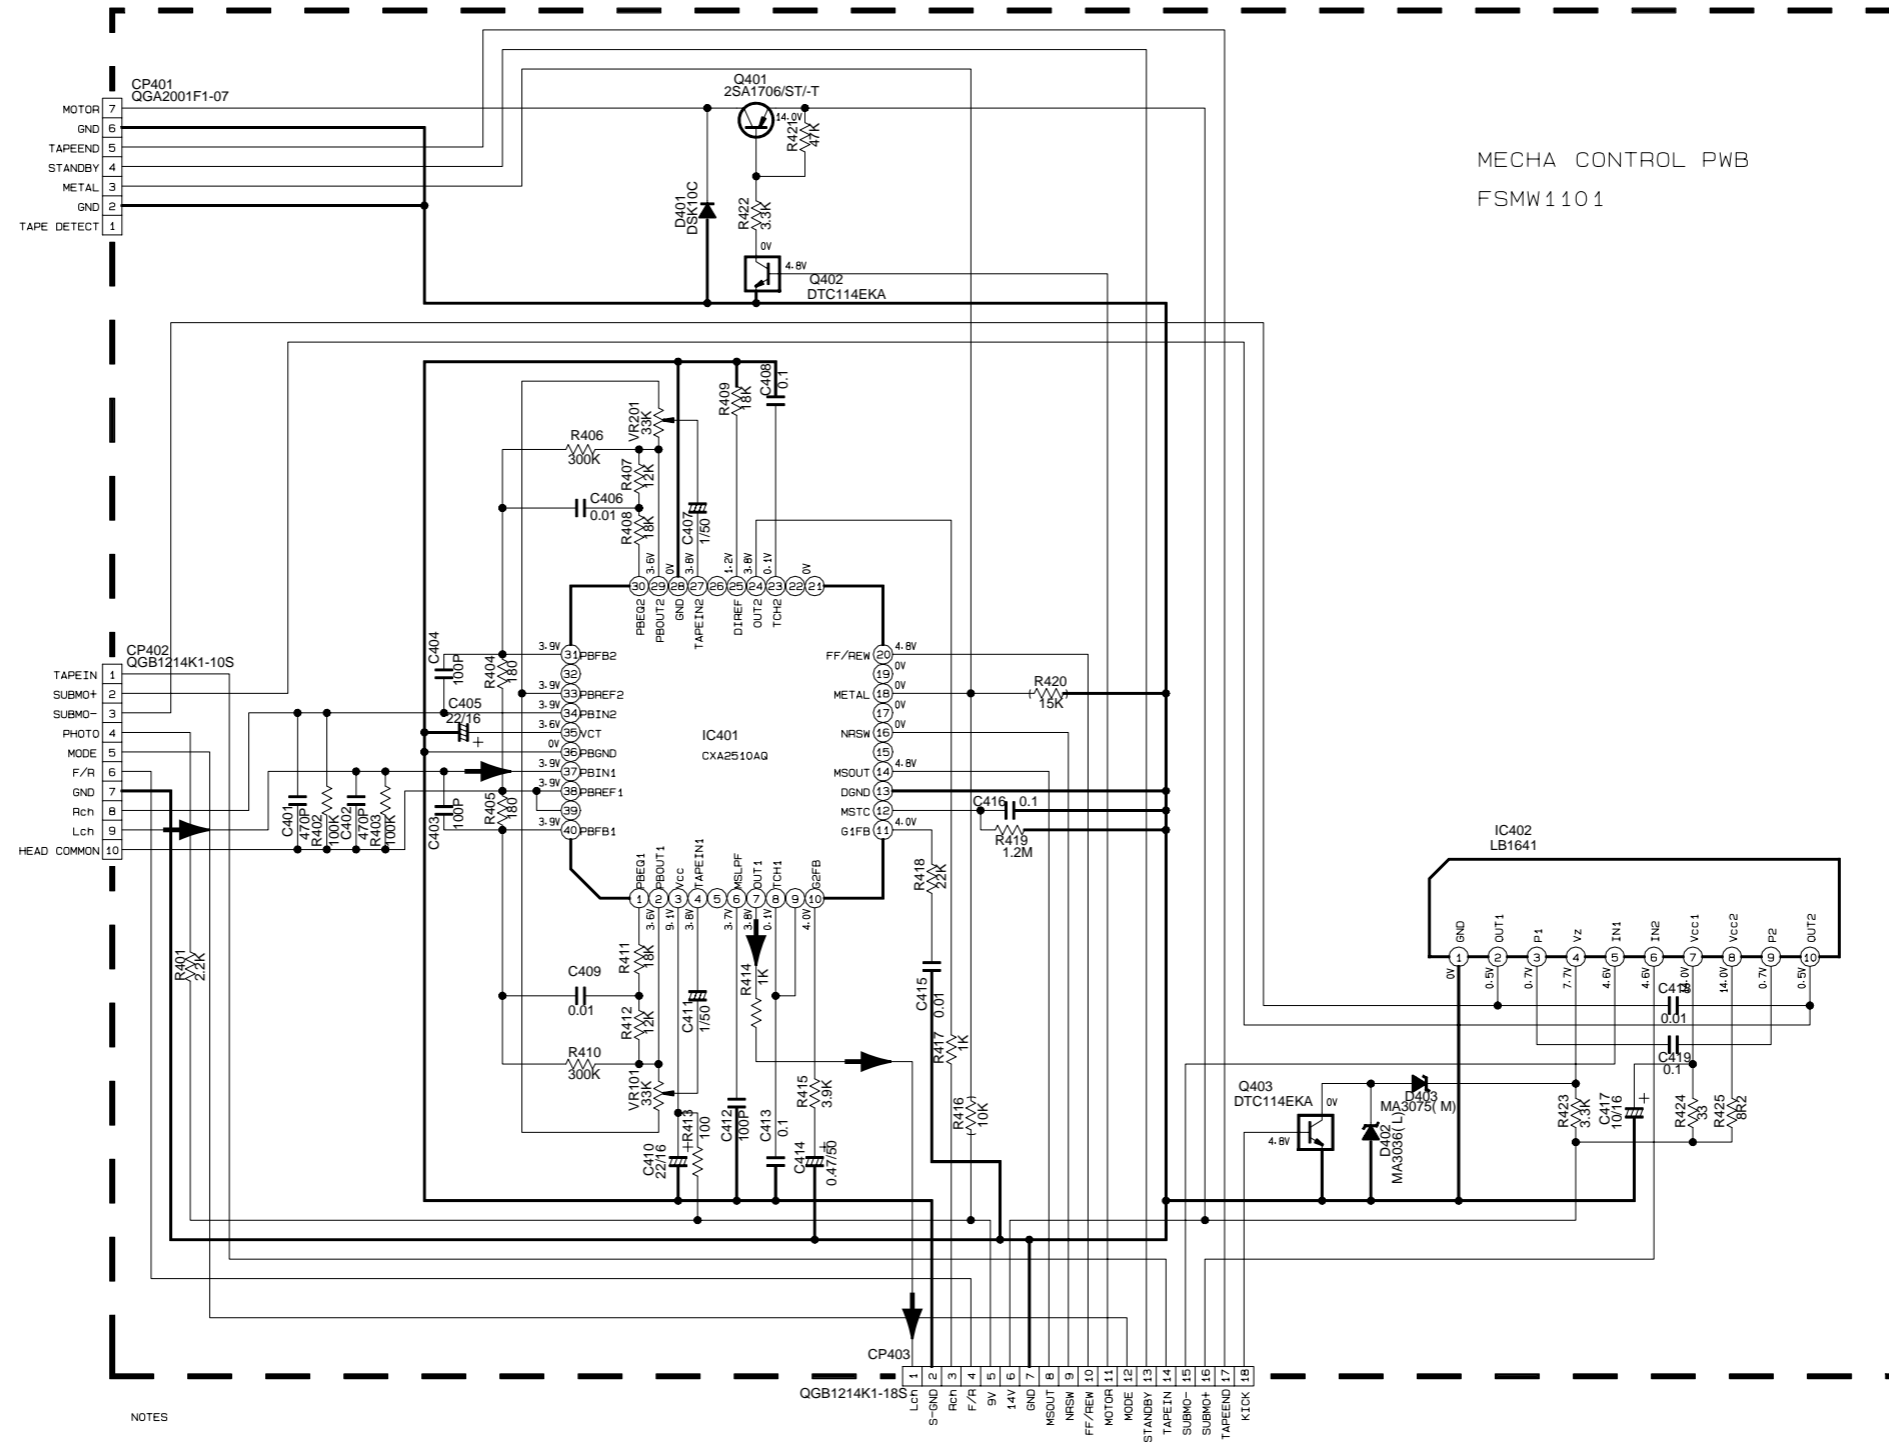 CP401
QGA2001F1-07
MOTOR 7
GND 6
TAPEEND 5
STANDBY 4
METAL 3
GND 2
TAPE DETECT 1
Q401
2SA1706/ST/-T
14.0V
R421
47K
D401
DSK10C
R422
3.3K
0V
4.8V
Q402
DTC114EKA
MECHA CONTROL PWB
FSMW1101
R406
300K
VR201
33K
R407
12K
C406
0.01
R408
18K
C407
1/50
R409
18K
C408
0.1
3.6V
0V
3.8V
1.2V
3.8V
0.1V
0V
30 29 28 27 26 25 24 23 22 21
PBEQ2
PBOUT2
GND
TAPEIN2
DIREF
OUT2
TCH2
CP402
QGB1214K1-10S
TAPEIN 1
SUBMO+ 2
SUBMO- 3
PHOTO 4
MODE 5
F/R 6
GND 7
Rch 8
Lch 9
HEAD COMMON 10
C404
100P
R404
180
C405
22/16
+
C401
470P
R402
100K
C402
470P
R403
100K
C403
100P
R405
180
R401
2.2K
3.9V 31 PBFB2
32
3.9V 33 PBREF2
3.9V 34 PBIN2
3.6V 35 VCT
0V 36 PBGND
3.9V 37 PBIN1
3.9V 38 PBREF1
39
3.9V 40 PBFB1
IC401
CXA2510AQ
FF/REW 20 4.8V
19 0V
METAL 18 0V
17 0V
NRSW 16 0V
15
MSOUT 14 4.8V
DGND 13
MSTC 12
G1FB 11 4.0V
R420
15K
C416 0.1
R419
1.2M
PBEQ1
PBOUT1
Vcc
TAPEIN1
MSLPF
OUT1
TCH1
G2FB
1 2 3 4 5 6 7 8 9 10
3.6V
9.1V
3.8V
3.7V
3.8V
0.1V
4.0V
R411
18K
C409
0.01
R412
12K
R410
300K
VR101
33K
C411
1/50
R414
1K
R418
22K
C415
0.01
R417
1K
R416
10K
R415
3.9K
C410
22/16
+
R413
100
C412
100P
C413
0.1
C414
0.47/50
+
IC402
LB1641
GND
OUT1
P1
Vz
IN1
IN2
Vcc1
Vcc2
P2
OUT2
1 2 3 4 5 6 7 8 9 10
0V
0.5V
0.7V
7.7V
4.6V
4.6V
14.0V
0.7V
0.5V
0.01
C419
0.1
Q403
DTC114EKA
0V
4.8V
D403
MA3075(M)
D402
MA3036(L)
R423
3.3K
C417
10/16
+
R424
33
R425
8R2
CP403
QGB1214K1-18S
1 2 3 4 5 6 7 8 9 10 11 12 13 14 15 16 17 18
Lch
S-GND
Rch
F/R
9V
14V
GND
MSOUT
NRSW
FF/REW
MOTOR
MODE
STANDBY
TAPEIN
SUBMO-
SUBMO+
TAPEEND
KICK
NOTES